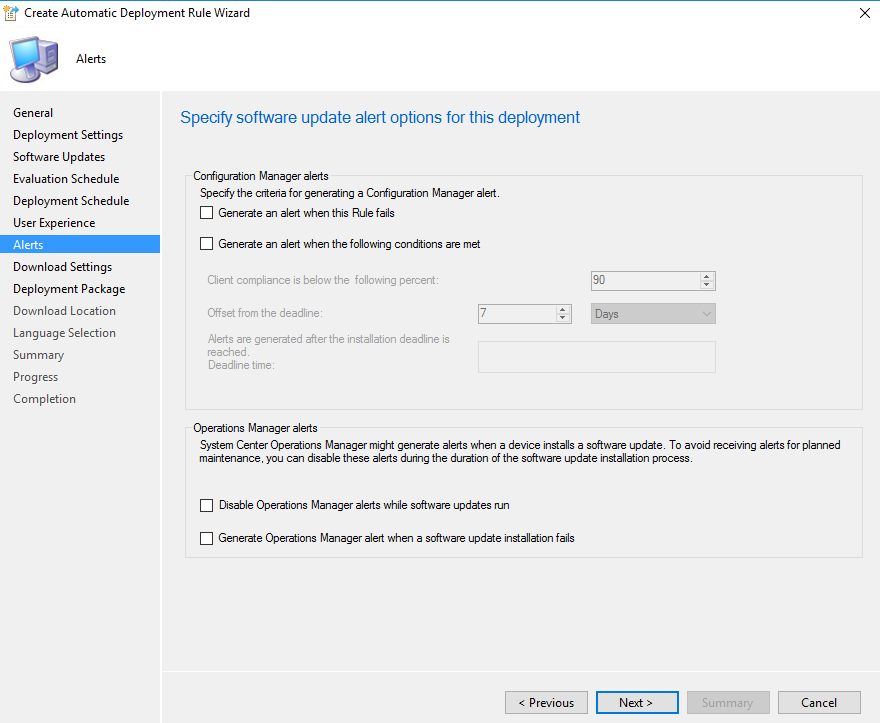 Create Automatic Deployment Rule Wizard
Alerts
General
Deployment Settings
Software Updates
Evaluation Schedule
Deployment Schedule
User Experience
Alerts
Download Settings
Deployment Package
Download Location
Language Selection
Summary
Progress
Completion
Specify software update alert options for this deployment
Configuration Manager alerts
Specify the criteria for generating a Configuration Manager alert.
Generate an alert when this Rule fails
Generate an alert when the following conditions are met
Client compliance is below the  following percent:
90
Offset from the deadline:
7
Days
Alerts are generated after the installation deadline is
reached.
Deadline time:
Operations Manager alerts
System Center Operations Manager might generate alerts when a device installs a software update. To avoid receiving alerts for planned
maintenance, you can disable these alerts during the duration of the software update installation process.
Disable Operations Manager alerts while software updates run
Generate Operations Manager alert when a software update installation fails
< Previous
Next >
Summary
Cancel